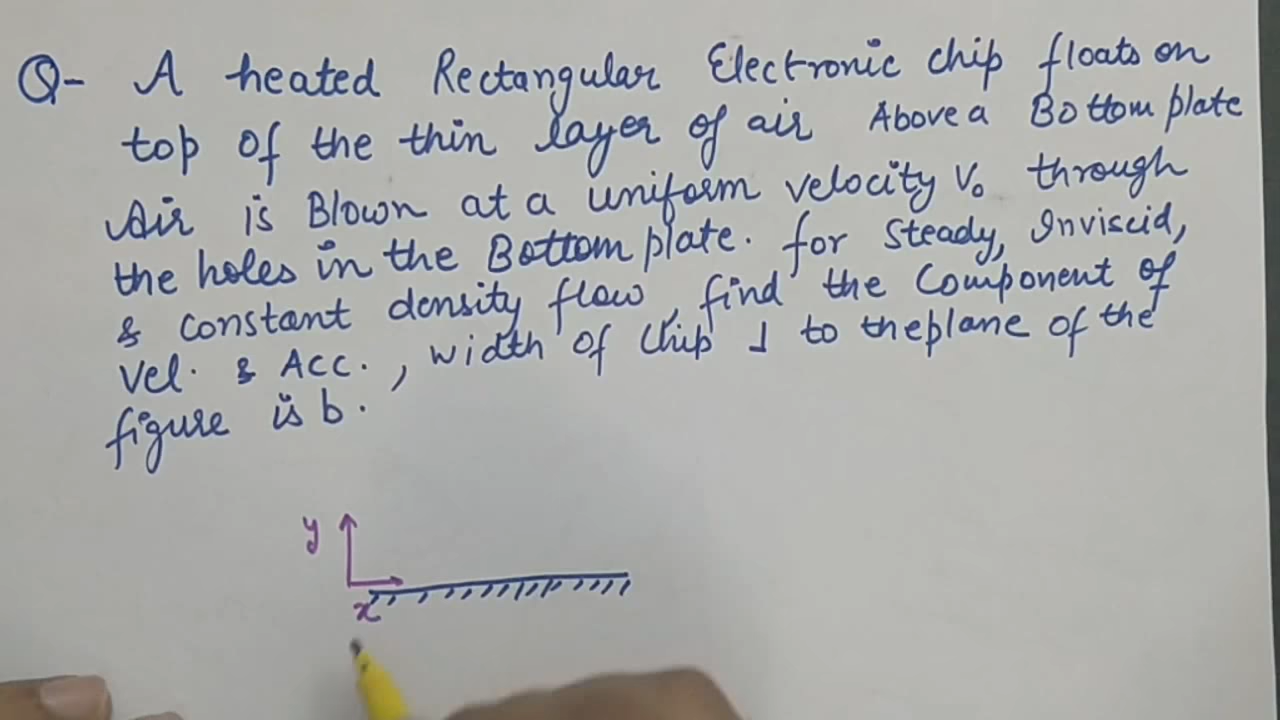 Q- A heated Rectangular Electronic chip floats on
top of the thin layer of air Above a Bottom plate
Air is Blown at a uniform velocity V₀ through
the holes in the Bottom plate. for Steady, Inviscid,
& constant density flow, find the Component of
Vel. & Acc., width of Chip ⊥ to the plane of the
figure is b.
y
x